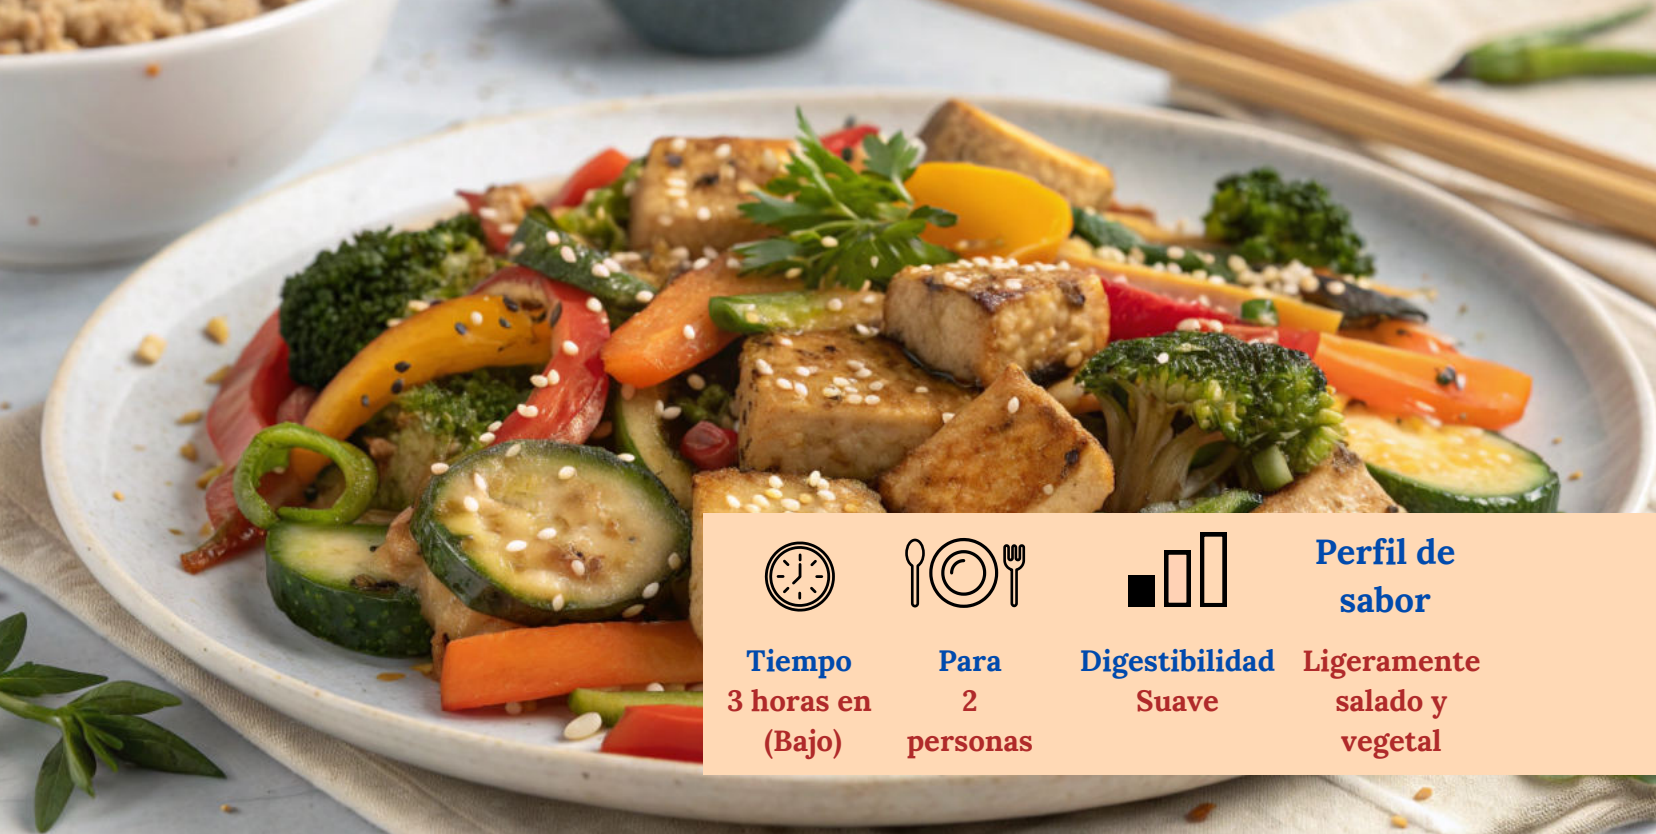 Tiempo
3 horas en
(Bajo)
Para
2
personas
Digestibilidad
Suave
Perfil de
sabor
Ligeramente
salado y
vegetal